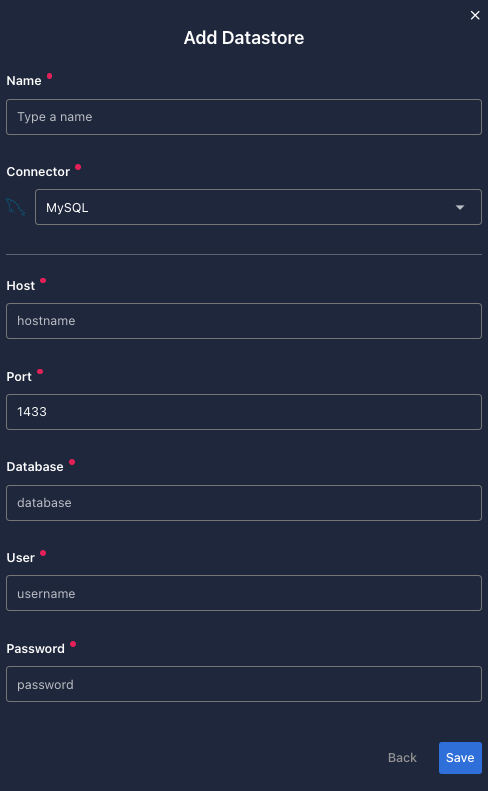 Add Datastore
Name
Type a name
Connector
MySQL
Host
hostname
Port
1433
Database
database
User
username
Password
password
Back Save